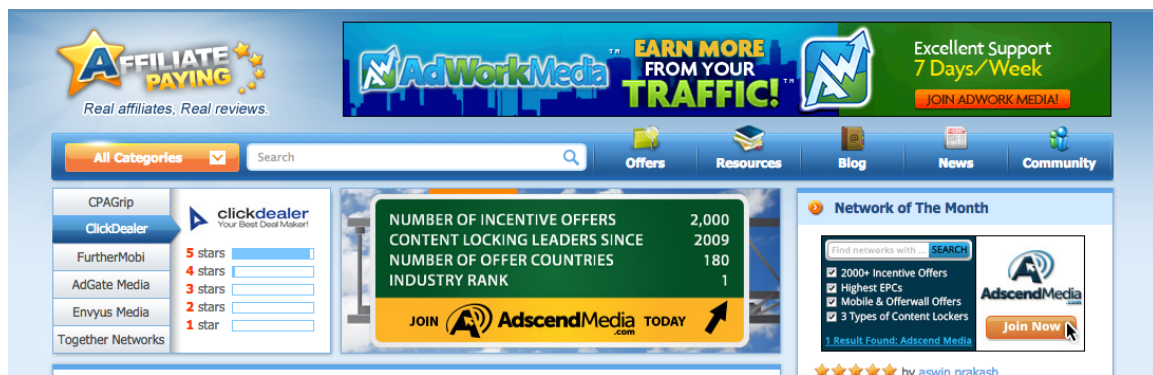 AFFILIATE
PAYING
Real affiliates, Real reviews.
AdWorkMedia™
EARN MORE
FROM YOUR
TRAFFIC!™
Excellent Support
7 Days/Week
JOIN ADWORK MEDIA!
All Categories
Search
Offers
Resources
Blog
News
Community
CPAGrip
ClickDealer
FurtherMobi
AdGate Media
Envyus Media
Together Networks
clickdealer
Your Best Deal Maker!
5 stars
4 stars
3 stars
2 stars
1 star
NUMBER OF INCENTIVE OFFERS 2,000
CONTENT LOCKING LEADERS SINCE 2009
NUMBER OF OFFER COUNTRIES 180
INDUSTRY RANK 1
JOIN AdscendMedia.com TODAY
Network of The Month
Find networks with ... SEARCH
2000+ Incentive Offers
Highest EPCs
Mobile & Offerwall Offers
3 Types of Content Lockers
1 Result Found: Adscend Media
AdscendMedia
.com
Join Now
by aswin prakash